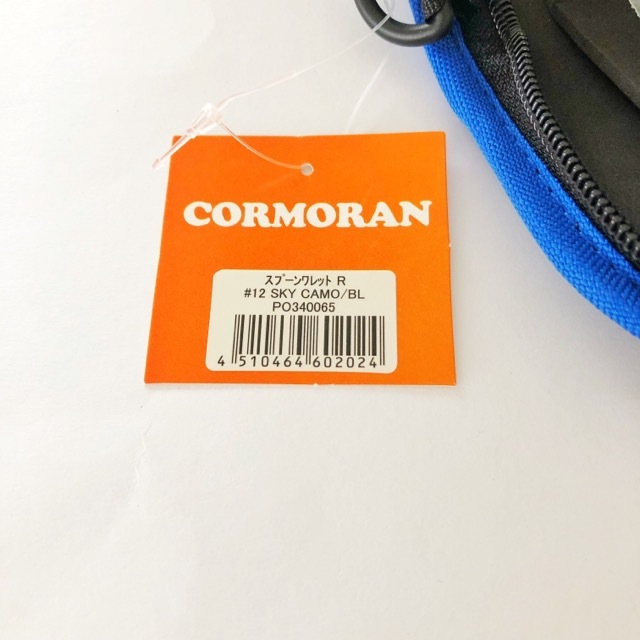 CORMORAN
ｽﾌﾟｰﾝﾜﾚｯﾄ R
#12 SKY CAMO/BL
PO340065
4 510464 602024